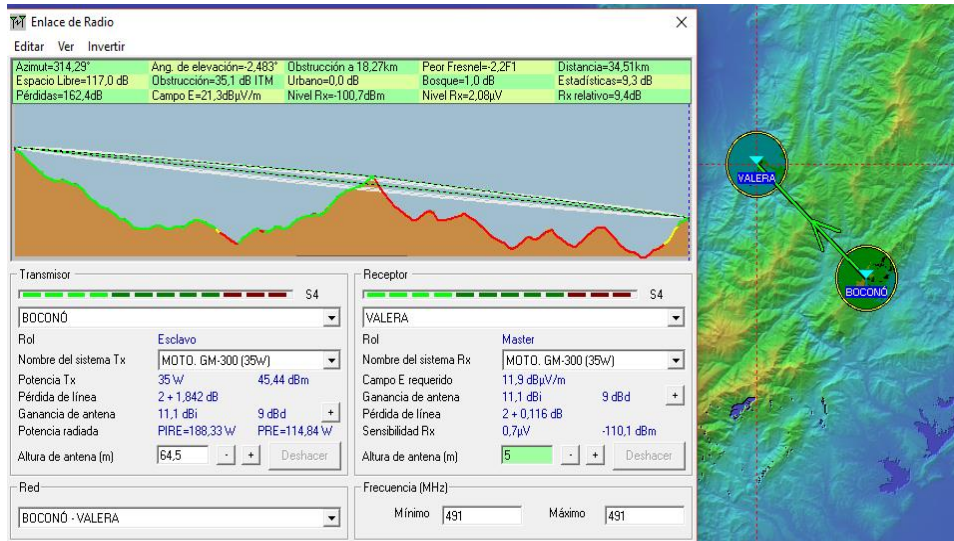 Enlace de Radio
Editar Ver Invertir
Azimut=314,29° Ang. de elevación=-2,483° Obstrucción a 18,27km Peor Fresnel=-2,2F1 Distancia=34,51km
Espacio Libre=117,0 dB Obstrucción=35,1 dB ITM Urbano=0,0 dB Bosque=1,0 dB Estadísticas=9,3 dB
Pérdidas=162,4dB Campo E=21,3dBµV/m Nivel Rx=-100,7dBm Nivel Rx=2,08µV Rx relativo=9,4dB
VALERA
BOCONÓ
Transmisor Receptor
S4 S4
BOCONÓ VALERA
Rol Esclavo Rol Master
Nombre del sistema Tx MOTO. GM-300 (35W) Nombre del sistema Rx MOTO. GM-300 (35W)
Potencia Tx 35 W 45,44 dBm Campo E requerido 11,9 dBµV/m
Pérdida de línea 2 + 1,842 dB Ganancia de antena 11,1 dBi 9 dBd +
Ganancia de antena 11,1 dBi 9 dBd + Pérdida de línea 2 + 0,116 dB
Potencia radiada PIRE=188,33 W PRE=114,84 W Sensibilidad Rx 0,7µV -110,1 dBm
Altura de antena (m) 64,5 - + Deshacer Altura de antena (m) 5 - + Deshacer
Red Frecuencia (MHz)
BOCONÓ - VALERA Mínimo 491 Máximo 491